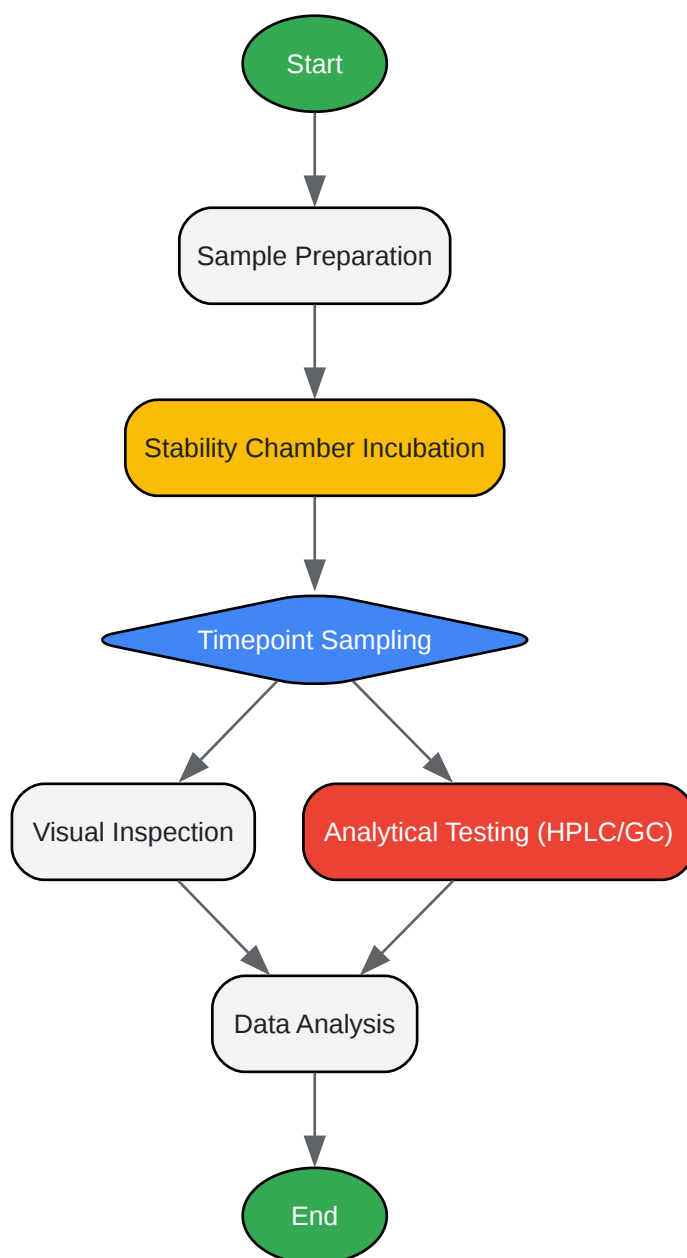 Start
Sample Preparation
Stability Chamber Incubation
Timepoint Sampling
Visual Inspection
Analytical Testing (HPLC/GC)
Data Analysis
End